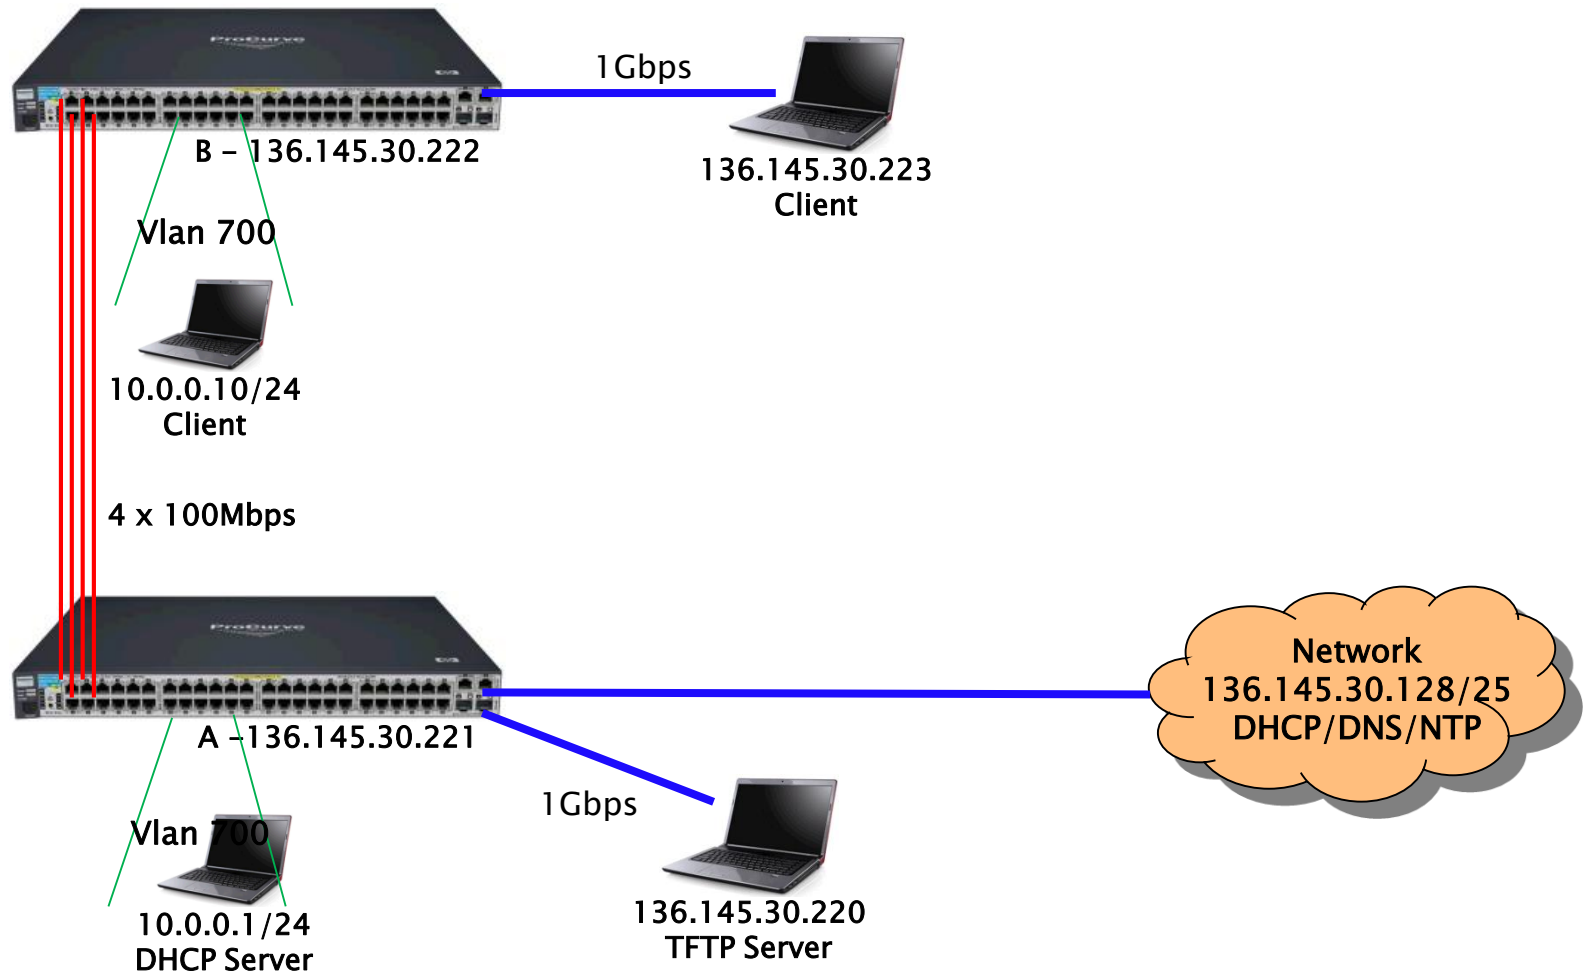 ProCurve
1Gbps
B - 136.145.30.222
136.145.30.223
Client
Vlan 700
10.0.0.10/24
Client
4 x 100Mbps
ProCurve
Network
136.145.30.128/25
DHCP/DNS/NTP
A -136.145.30.221
1Gbps
Vlan 700
10.0.0.1/24
DHCP Server
136.145.30.220
TFTP Server